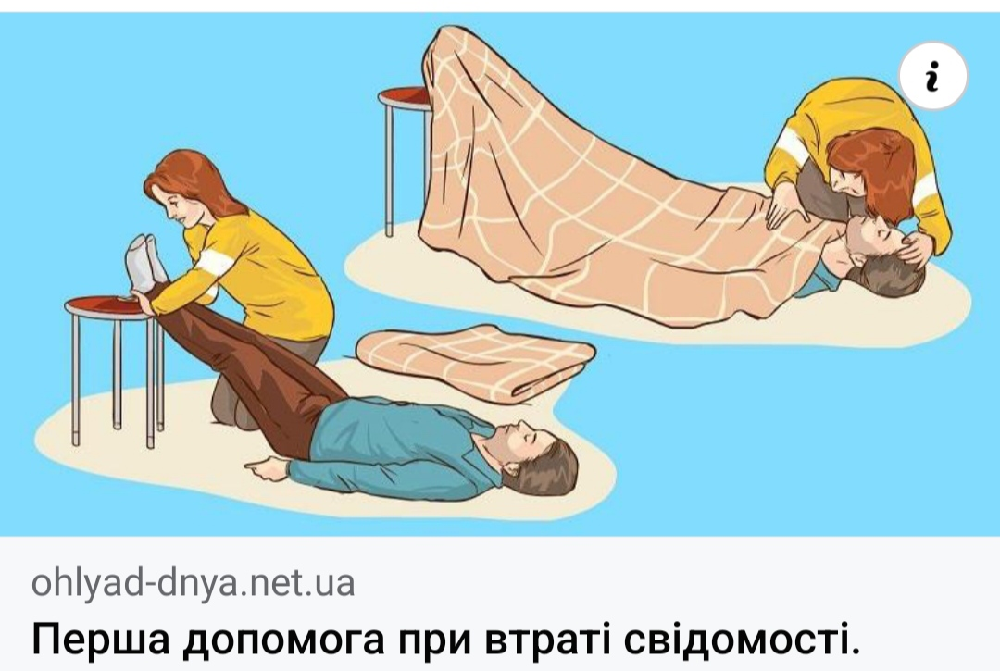 i
ohlyad-dnya.net.ua
Перша допомога при втраті свідомості.